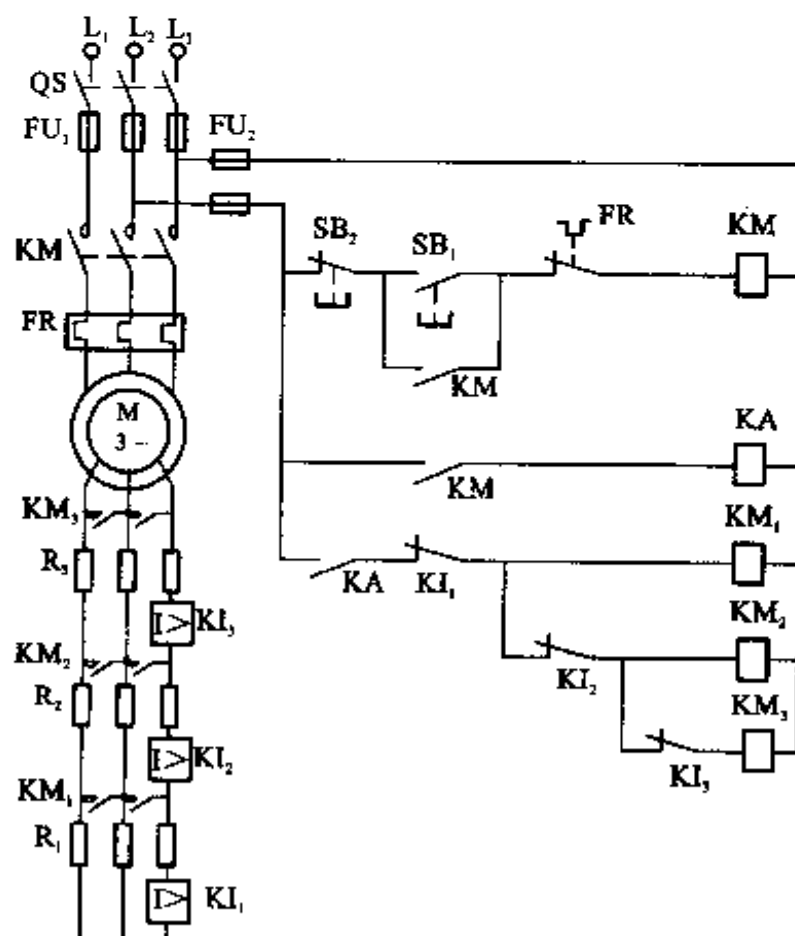 L₁ L₂ L₃
QS
FU₁ FU₂
SB₂ SB₁ FR KM
KM
FR
KM
M
3~
KA
KM
KM₃
KM₁
R₃
KA KI₁
I> KI₃
KM₂
KM₂
KI₂
R₂
KM₃
I> KI₂
KI₃
KM₁
R₁
I> KI₁